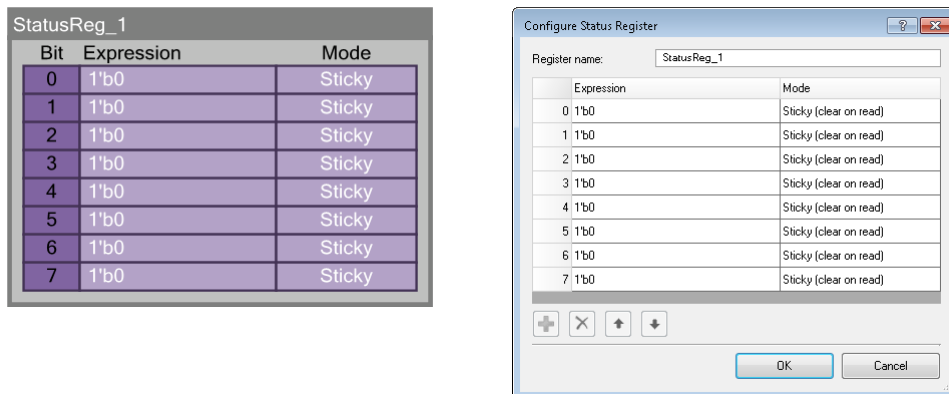 StatusReg_1
Bit Expression Mode
0 1'b0 Sticky
1 1'b0 Sticky
2 1'b0 Sticky
3 1'b0 Sticky
4 1'b0 Sticky
5 1'b0 Sticky
6 1'b0 Sticky
7 1'b0 Sticky
Configure Status Register
Register name: StatusReg_1
Expression Mode
0 1'b0 Sticky (clear on read)
1 1'b0 Sticky (clear on read)
2 1'b0 Sticky (clear on read)
3 1'b0 Sticky (clear on read)
4 1'b0 Sticky (clear on read)
5 1'b0 Sticky (clear on read)
6 1'b0 Sticky (clear on read)
7 1'b0 Sticky (clear on read)
OK Cancel